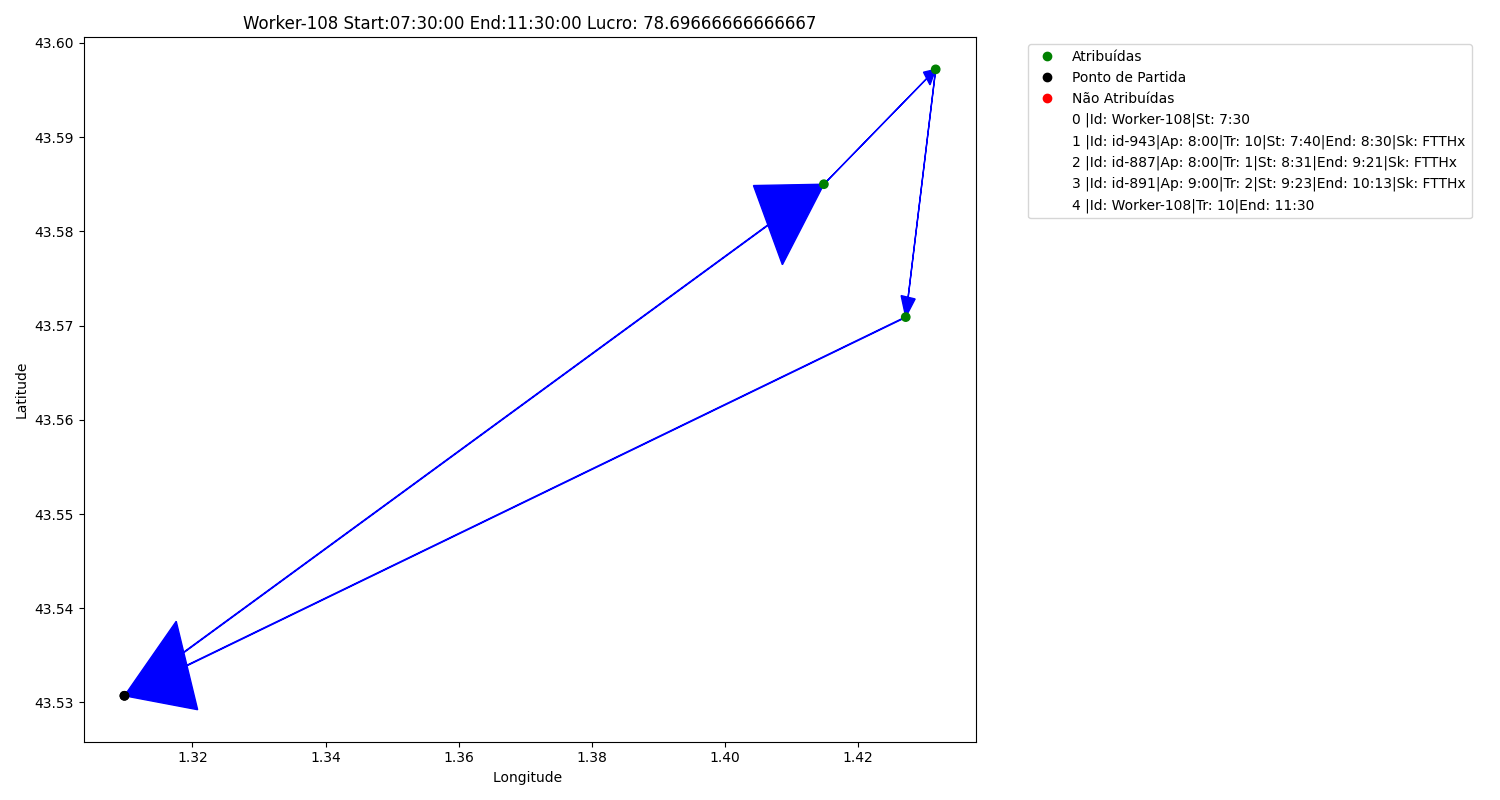 Worker-108 Start:07:30:00 End:11:30:00 Lucro: 78.69666666666667
43.60
43.59
43.58
43.57
43.56
43.55
43.54
43.53
Latitude
1.32
1.34
1.36
1.38
1.40
1.42
Longitude
Atribuídas
Ponto de Partida
Não Atribuídas
0 |Id: Worker-108|St: 7:30
1 |Id: id-943|Ap: 8:00|Tr: 10|St: 7:40|End: 8:30|Sk: FTTHx
2 |Id: id-887|Ap: 8:00|Tr: 1|St: 8:31|End: 9:21|Sk: FTTHx
3 |Id: id-891|Ap: 9:00|Tr: 2|St: 9:23|End: 10:13|Sk: FTTHx
4 |Id: Worker-108|Tr: 10|End: 11:30